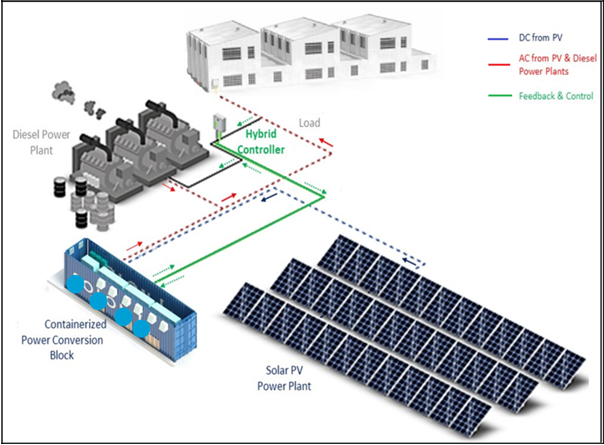 DC from PV
AC from PV & Diesel
Power Plants
Feedback & Control
Load
Diesel Power
Plant
Hybrid
Controller
Containerized
Power Conversion
Block
Solar PV
Power Plant